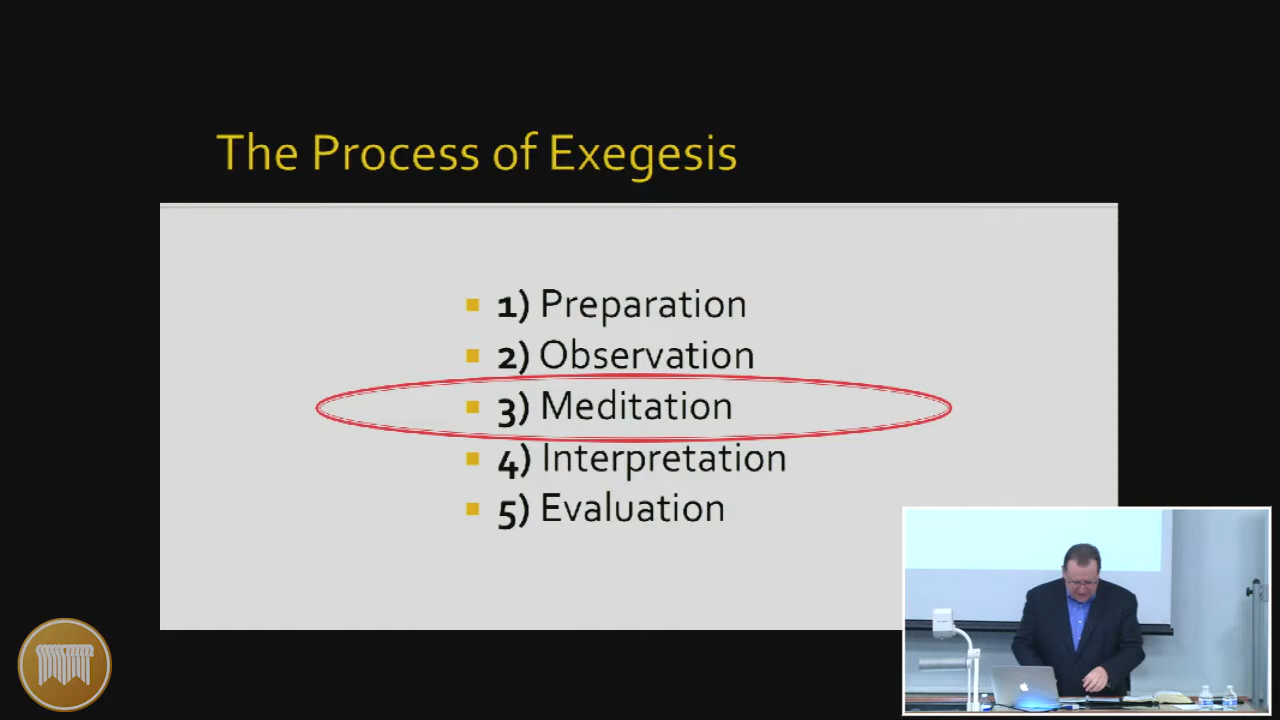 The Process of Exegesis
1) Preparation
2) Observation
3) Meditation
4) Interpretation
5) Evaluation